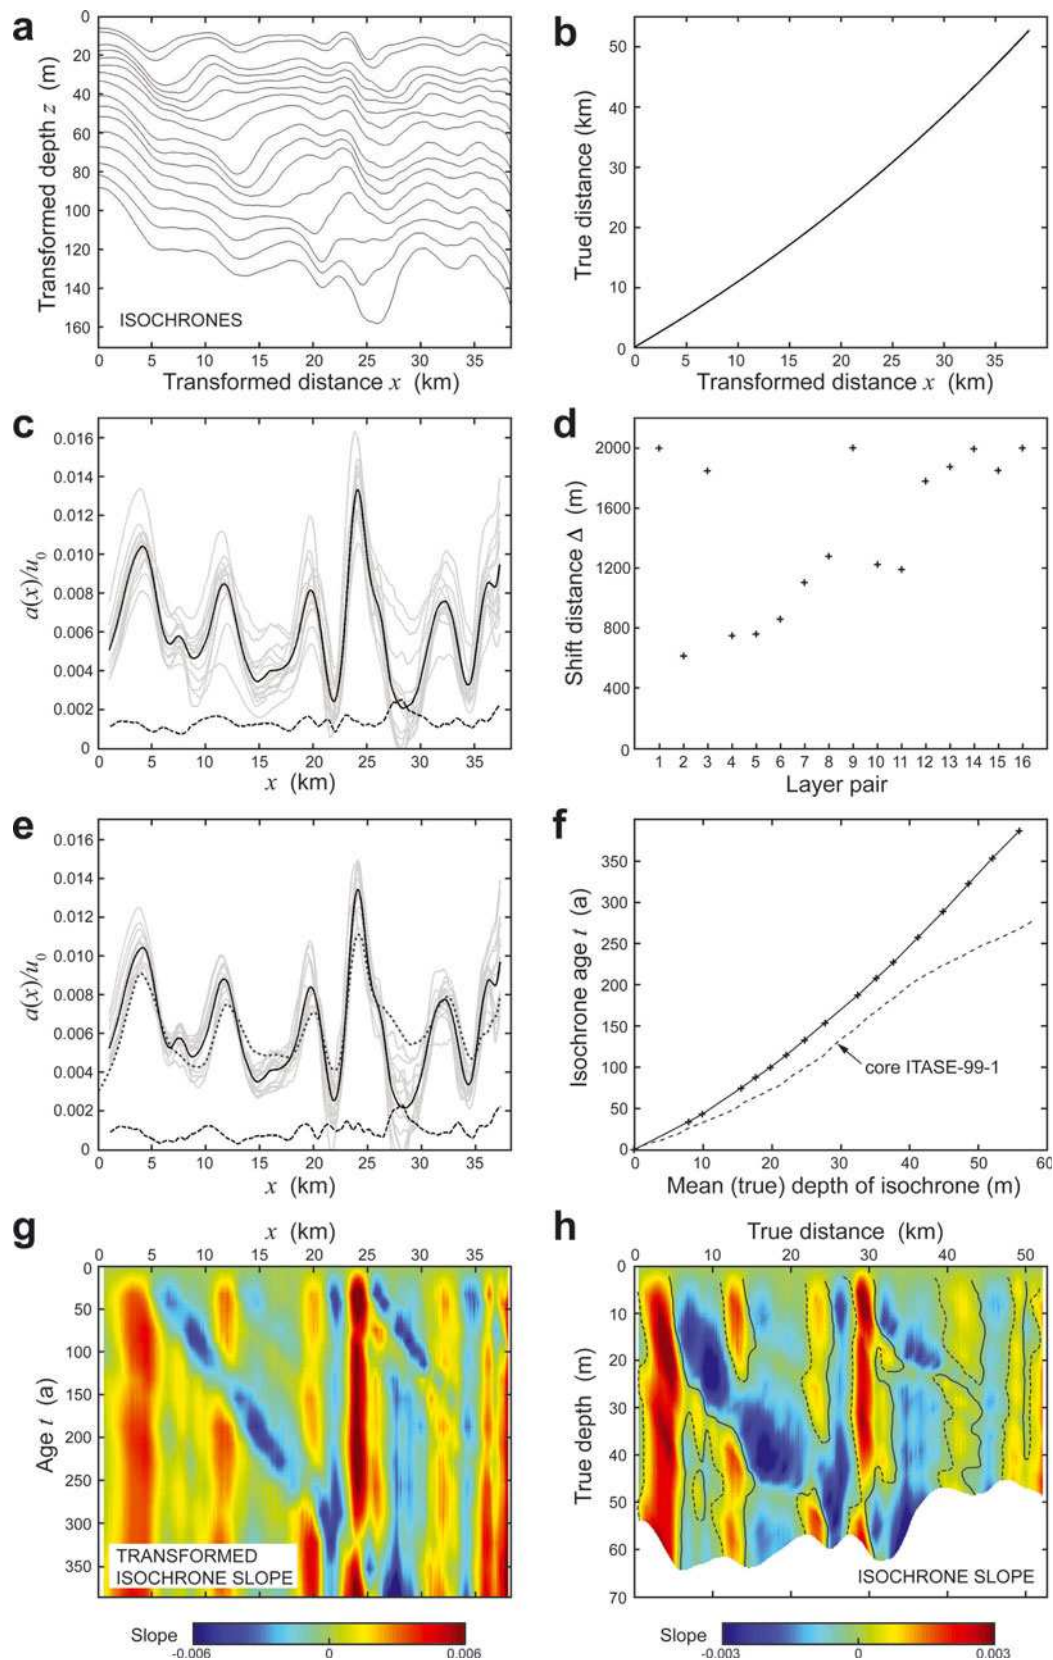 a
0
20
40
60
80
100
120
140
160
Transformed depth z (m)
ISOCHRONES
0 5 10 15 20 25 30 35
Transformed distance x (km)
b
50
40
30
20
10
0
True distance (km)
0 5 10 15 20 25 30 35
Transformed distance x (km)
c
0.016
0.014
0.012
0.010
0.008
0.006
0.004
0.002
0
a(x)/u₀
0 5 10 15 20 25 30 35
x (km)
d
2000
1600
1200
800
400
0
Shift distance Δ (m)
1 2 3 4 5 6 7 8 9 10 11 12 13 14 15 16
Layer pair
e
0.016
0.014
0.012
0.010
0.008
0.006
0.004
0.002
0
a(x)/u₀
0 5 10 15 20 25 30 35
x (km)
f
350
300
250
200
150
100
50
0
Isochrone age t (a)
core ITASE-99-1
0 10 20 30 40 50 60
Mean (true) depth of isochrone (m)
g
x (km)
0 5 10 15 20 25 30 35
0
50
100
150
200
250
300
350
Age t (a)
TRANSFORMED
ISOCHRONE SLOPE
Slope
-0.006 0 0.006
h
True distance (km)
0 10 20 30 40 50
10
20
30
40
50
60
70
True depth (m)
ISOCHRONE SLOPE
Slope
-0.003 0 0.003